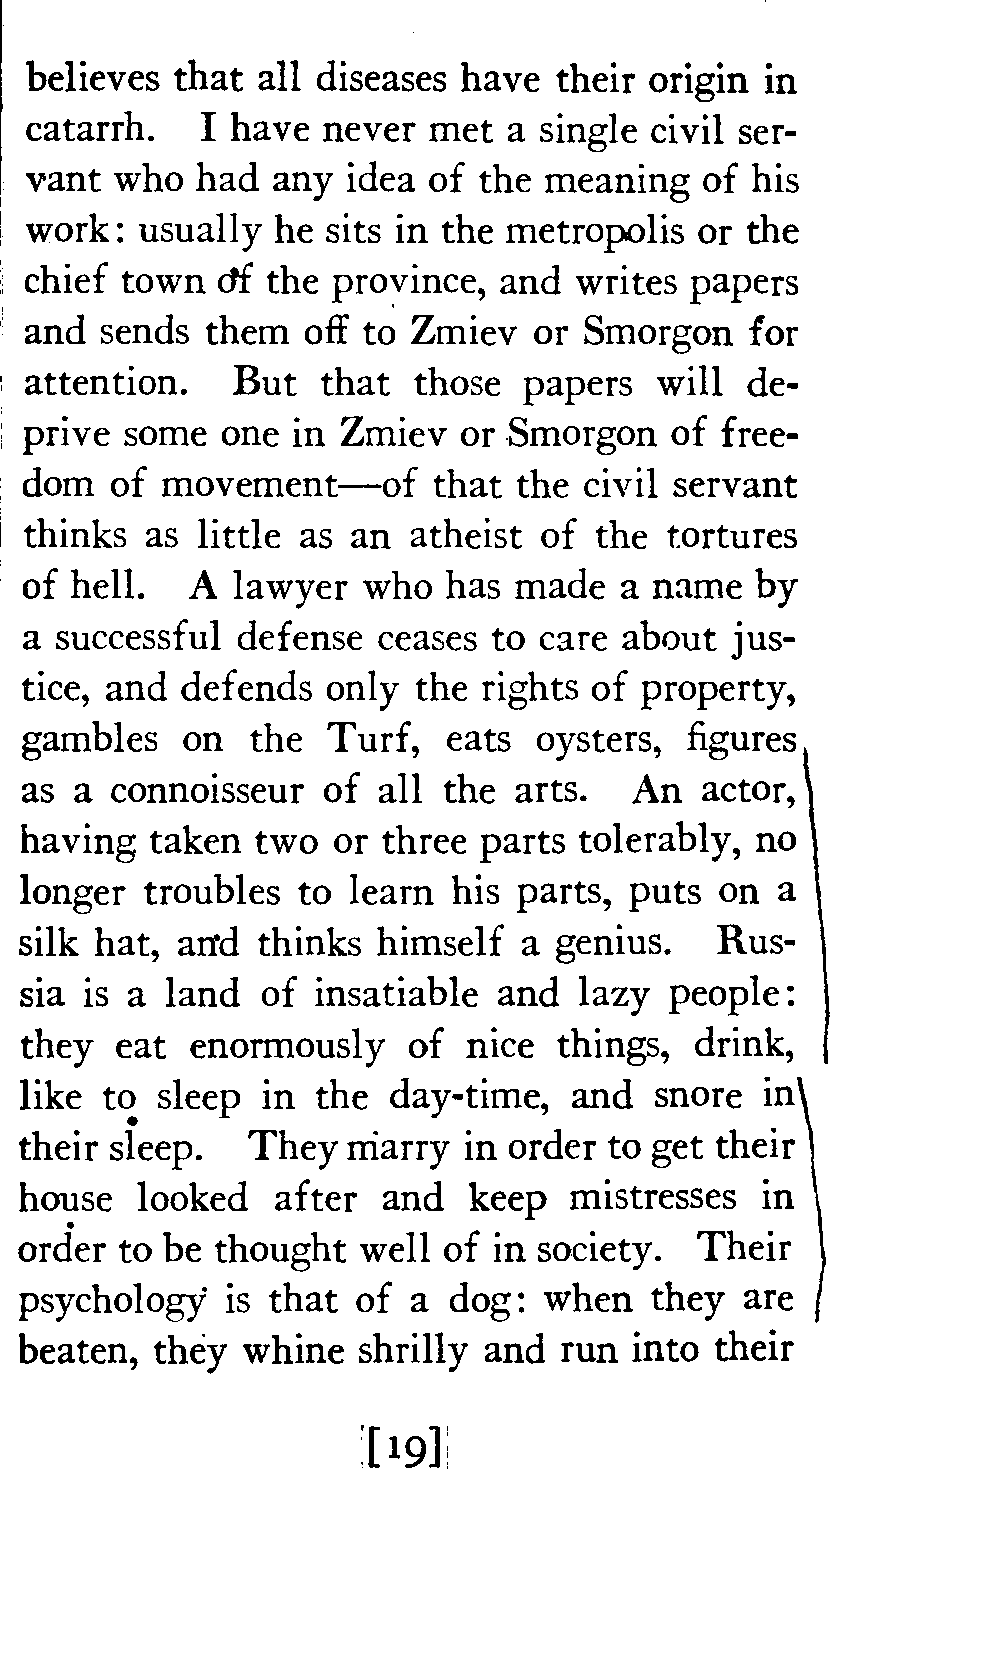 believes that all diseases have their origin in
catarrh. I have never met a single civil ser-
vant who had any idea of the meaning of his
work: usually he sits in the metropolis or the
chief town of the province, and writes papers
and sends them off to Zmiev or Smorgon for
attention. But that those papers will de-
prive some one in Zmiev or Smorgon of free-
dom of movement—of that the civil servant
thinks as little as an atheist of the tortures
of hell. A lawyer who has made a name by
a successful defense ceases to care about jus-
tice, and defends only the rights of property,
gambles on the Turf, eats oysters, figures
as a connoisseur of all the arts. An actor,
having taken two or three parts tolerably, no
longer troubles to learn his parts, puts on a
silk hat, and thinks himself a genius. Rus-
sia is a land of insatiable and lazy people:
they eat enormously of nice things, drink,
like to sleep in the day-time, and snore in
their sleep. They marry in order to get their
house looked after and keep mistresses in
order to be thought well of in society. Their
psychology is that of a dog: when they are
beaten, they whine shrilly and run into their
[19]